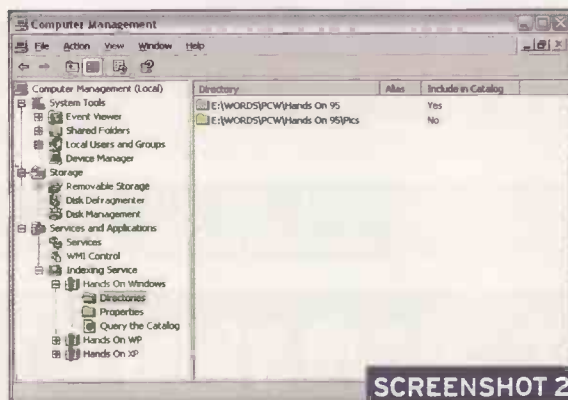 Computer Management
File Action View Window Help
Computer Management (Local)
System Tools
Event Viewer
Shared Folders
Local Users and Groups
Device Manager
Storage
Removable Storage
Disk Defragmenter
Disk Management
Services and Applications
Services
WMI Control
Indexing Service
Hands On Windows
Directories
Properties
Query the Catalog
Hands On WP
Hands On XP
Directory Alias Include in Catalog
E:\WORDS\PCW\Hands On 95 Yes
E:\WORDS\PCW\Hands On 95\Pics No
SCREENSHOT 2